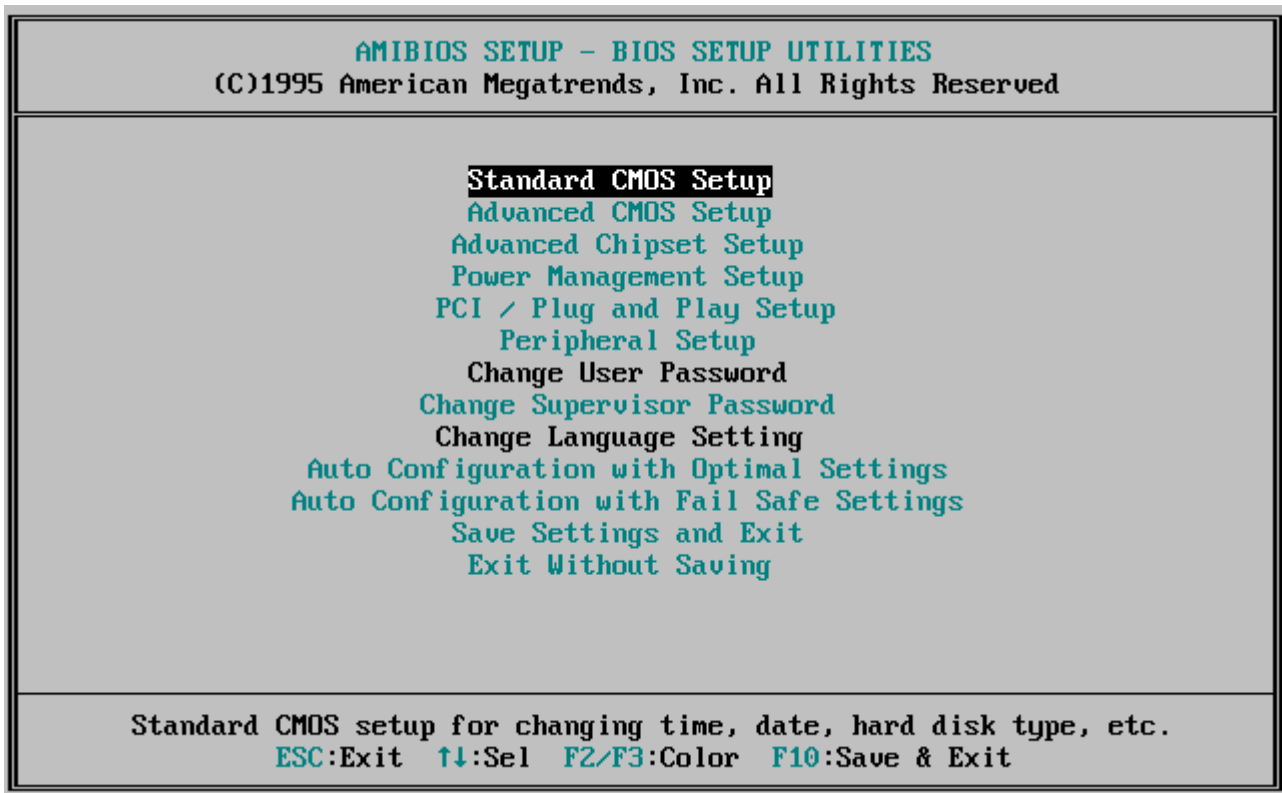 AMIBIOS SETUP - BIOS SETUP UTILITIES
(C)1995 American Megatrends, Inc. All Rights Reserved
Standard CMOS Setup
Advanced CMOS Setup
Advanced Chipset Setup
Power Management Setup
PCI / Plug and Play Setup
Peripheral Setup
Change User Password
Change Supervisor Password
Change Language Setting
Auto Configuration with Optimal Settings
Auto Configuration with Fail Safe Settings
Save Settings and Exit
Exit Without Saving
Standard CMOS setup for changing time, date, hard disk type, etc.
ESC:Exit ↑↓:Sel F2/F3:Color F10:Save & Exit